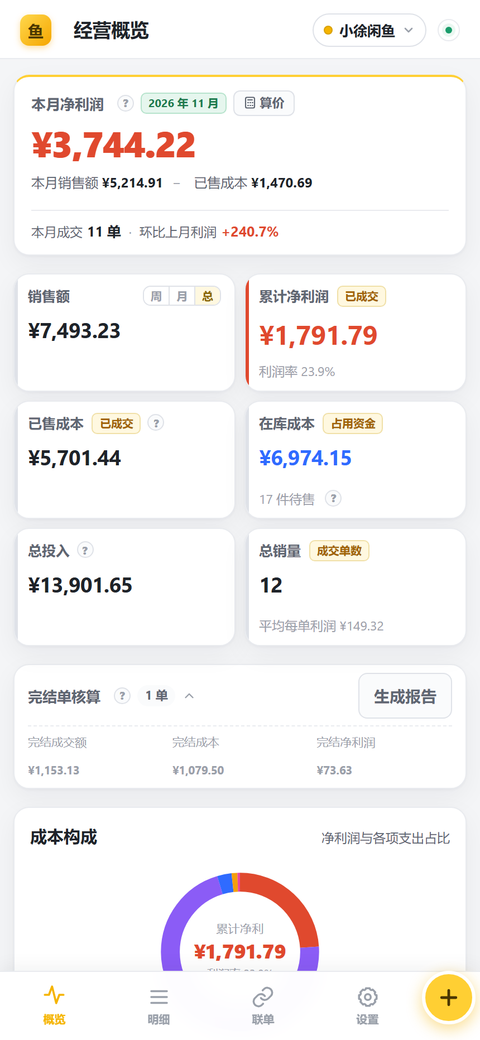 鱼 经营概览 小徐闲鱼
本月净利润 ? 2026 年 11 月 算价
¥3,744.22
本月销售额 ¥5,214.91 – 已售成本 ¥1,470.69
本月成交 11 单 · 环比上月利润 +240.7%
销售额 周 月 总
¥7,493.23
累计净利润 已成交
¥1,791.79
利润率 23.9%
已售成本 已成交 ?
¥5,701.44
在库成本 占用资金
¥6,974.15
17 件待售 ?
总投入 ?
¥13,901.65
总销量 成交单数
12
平均每单利润 ¥149.32
完结单核算 ? 1 单 生成报告
完结成交额 完结成本 完结净利润
¥1,153.13 ¥1,079.50 ¥73.63
成本构成 净利润与各项支出占比
累计净利
¥1,791.79
概览 明细 联单 设置 +